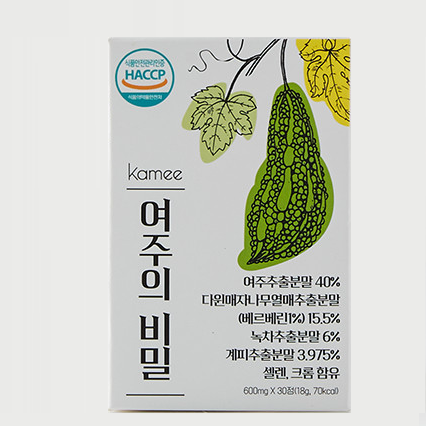 식품안전관리인증
HACCP
식품의약품안전처
kamee
여주의 비밀
여주추출분말 40%
다윈매자나무열매추출분말
(베르베린1%) 15.5%
녹차추출분말 6%
계피추출분말 3.975%
셀렌, 크롬 함유
600mg X 30정(18g, 70kcal)